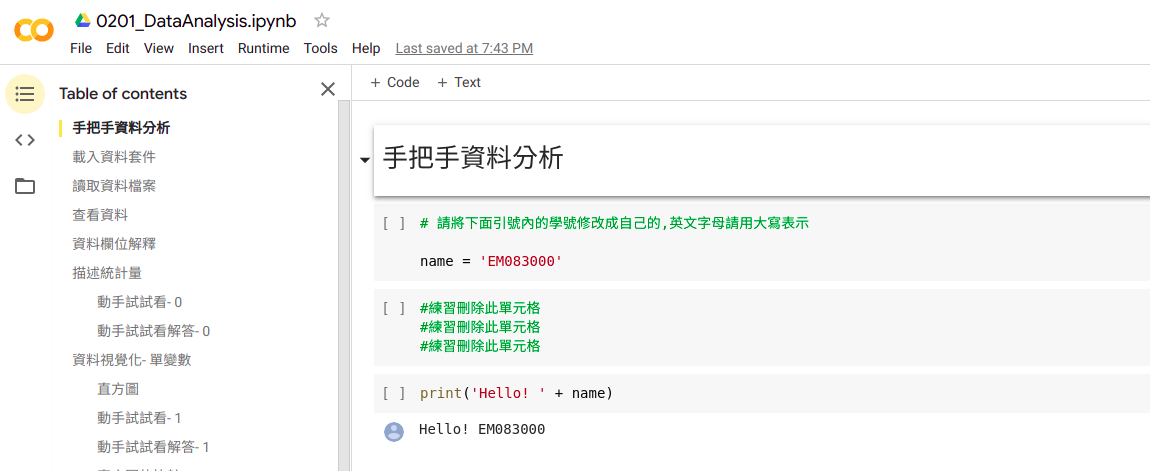 0201_DataAnalysis.ipynb
File Edit View Insert Runtime Tools Help Last saved at 7:43 PM
Table of contents
+ Code + Text
手把手資料分析
載入資料套件
讀取資料檔案
查看資料
資料欄位解釋
描述統計量
動手試試看- 0
動手試試看解答- 0
資料視覺化- 單變數
直方圖
動手試試看- 1
動手試試看解答- 1
手把手資料分析
[ ] # 請將下面引號內的學號修改成自己的,英文字母請用大寫表示
name = 'EM083000'
[ ] #練習刪除此單元格
#練習刪除此單元格
#練習刪除此單元格
[ ] print('Hello! ' + name)
Hello! EM083000